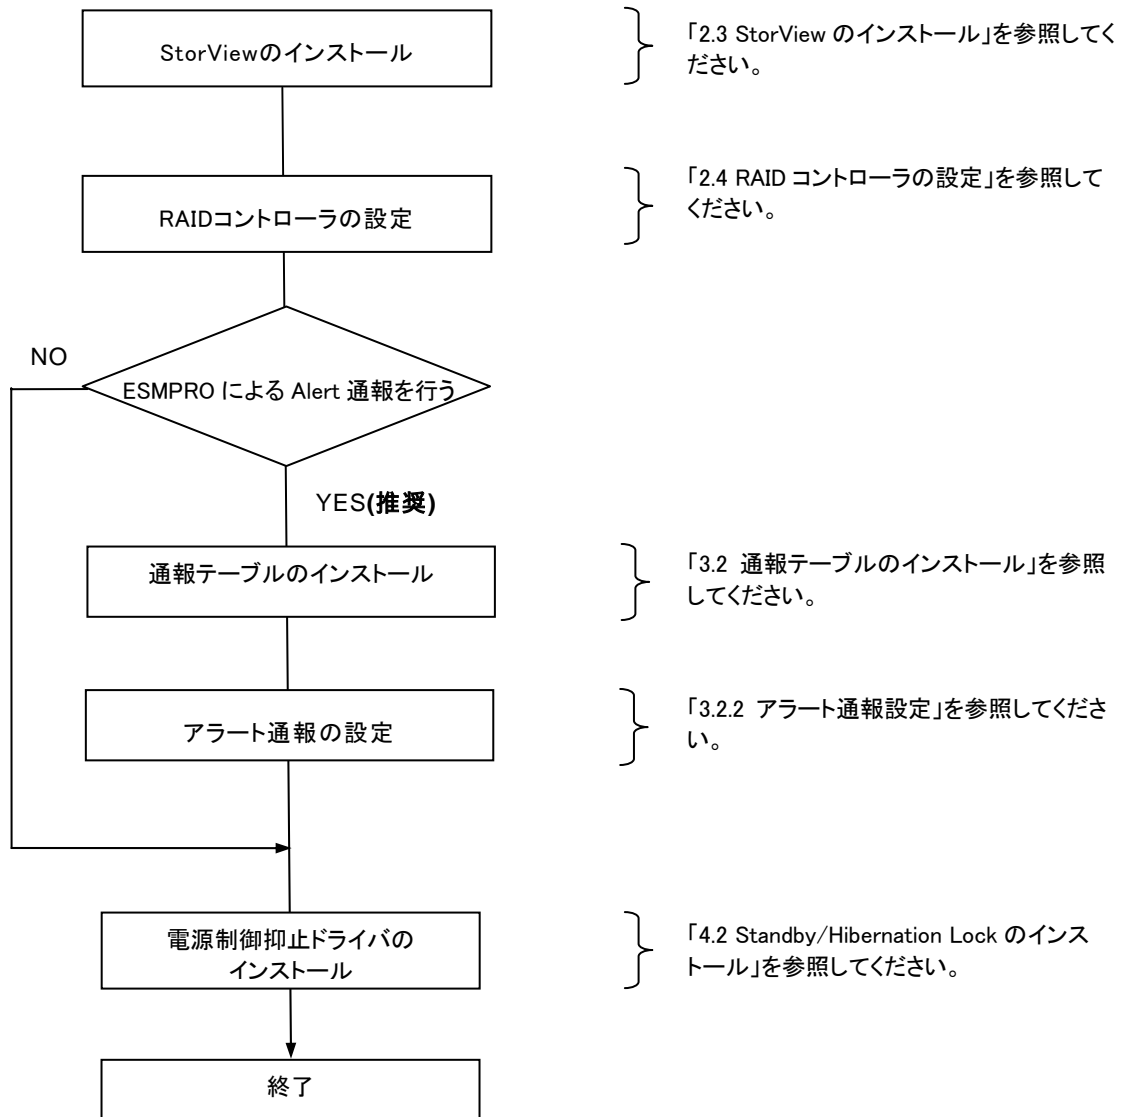 StorViewのインストール
「2.3 StorView のインストール」を参照してく
ださい。
RAIDコントローラの設定
「2.4 RAID コントローラの設定」を参照して
ください。
NO
ESMPRO による Alert 通報を行う
YES(推奨)
通報テーブルのインストール
「3.2 通報テーブルのインストール」を参照
してください。
アラート通報の設定
「3.2.2 アラート通報設定」を参照してくださ
い。
電源制御抑止ドライバの
インストール
「4.2 Standby/Hibernation Lock のインス
トール」を参照してください。
終了